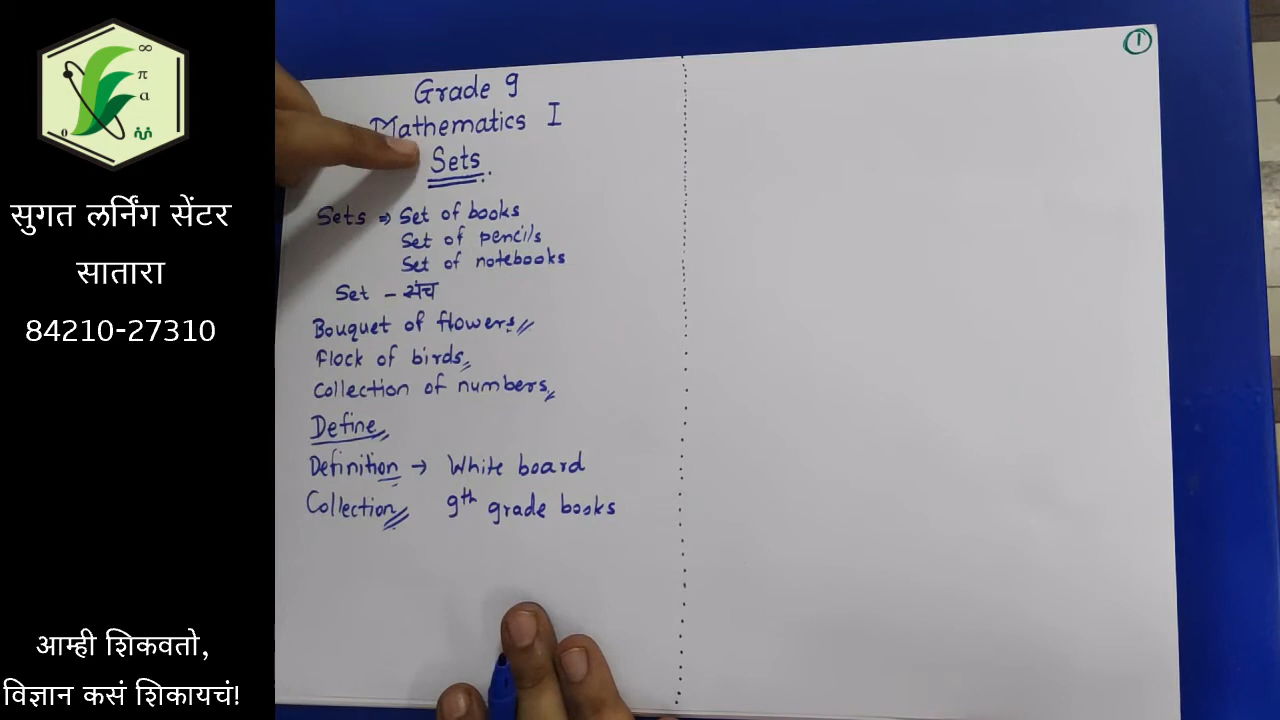 ∞
π
a
सुगत लर्निंग सेंटर
सातारा
84210-27310
आम्ही शिकवतो,
विज्ञान कसं शिकायचं!
1
Grade 9
Mathematics I
Sets
Sets ⇒ Set of books
Set of pencils
Set of notebooks
Set - संच
Bouquet of flowers
Flock of birds
Collection of numbers
Define
Definition → White board
Collection 9th grade books